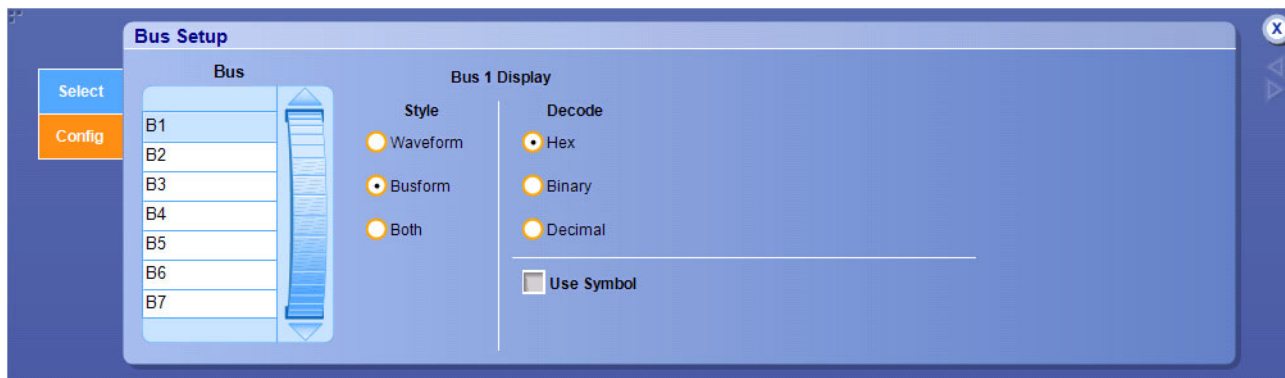 Bus Setup
X
Select
Config
Bus
B1
B2
B3
B4
B5
B6
B7
Bus 1 Display
Style
Waveform
Busform
Both
Decode
Hex
Binary
Decimal
Use Symbol